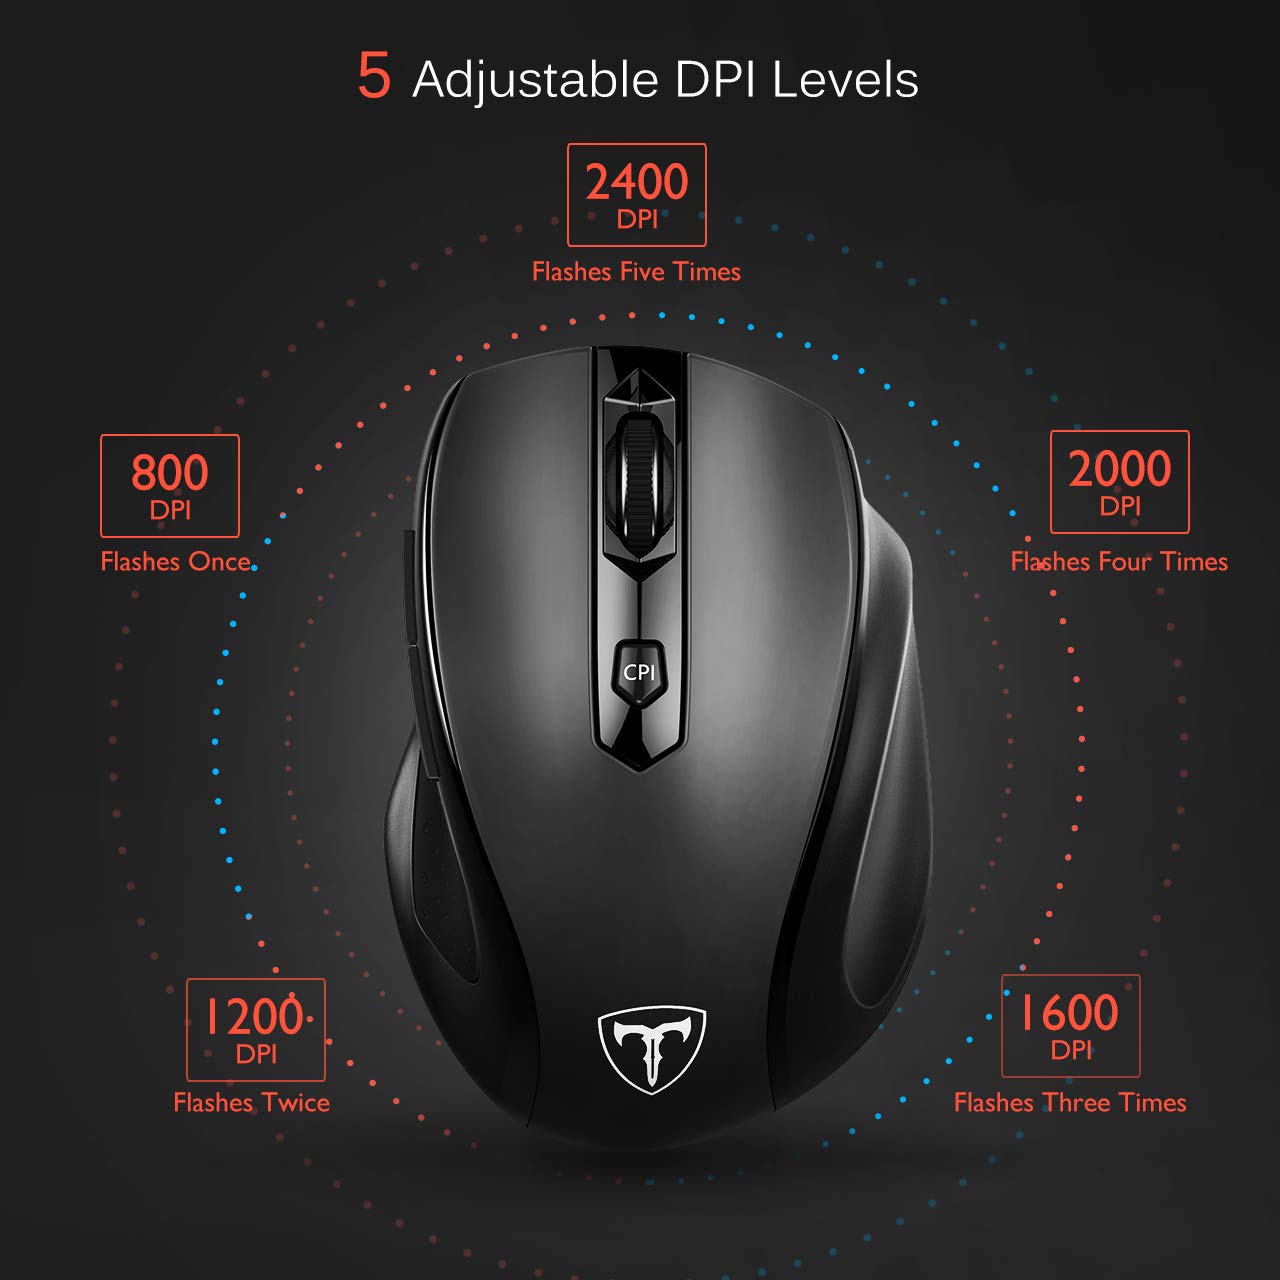 5 Adjustable DPI Levels
2400
DPI
Flashes Five Times
800
DPI
Flashes Once
2000
DPI
Flashes Four Times
CPI
1200
DPI
Flashes Twice
1600
DPI
Flashes Three Times